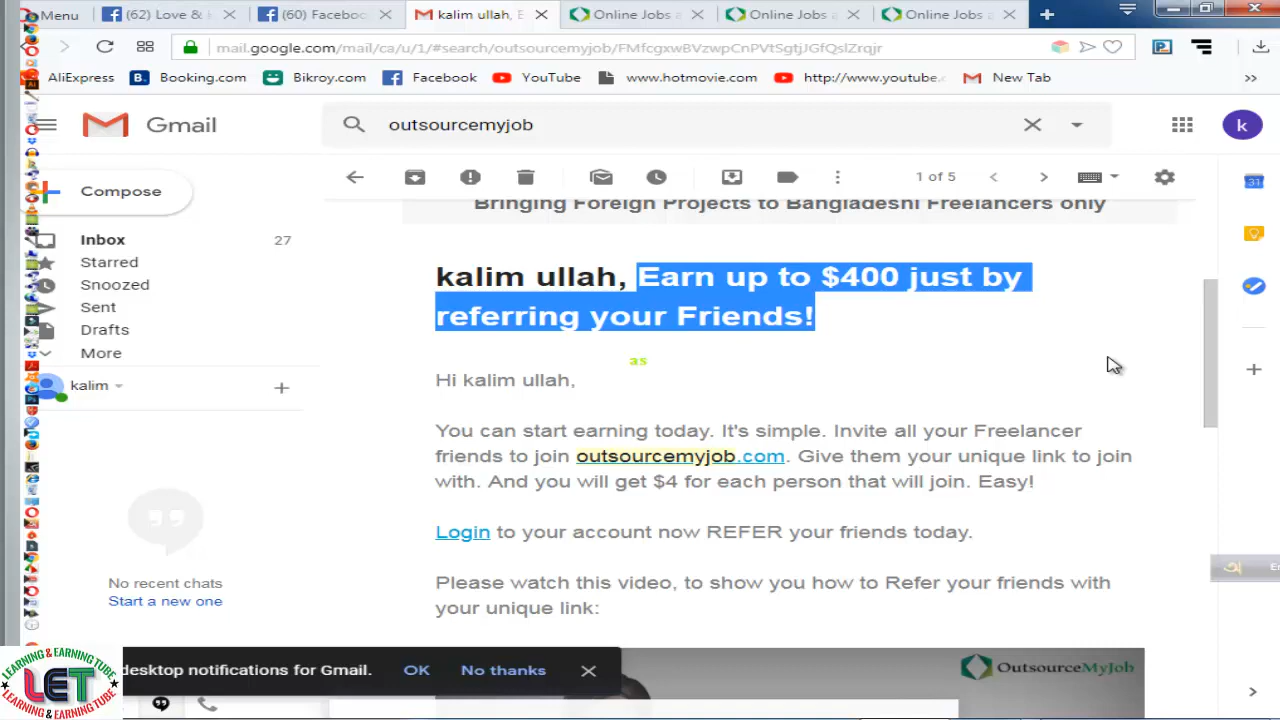 Menu
(62) Love &
(60) Facebo
kalim ullah, E
Online Jobs a
Online Jobs a
Online Jobs a
mail.google.com/mail/ca/u/1/#search/outsourcemyjob/FMfcgxwBVzwpCnPVtSgtjJGfQslZrqjr
AliExpress
Booking.com
Bikroy.com
Facebook
YouTube
www.hotmovie.com
http://www.youtube.
New Tab
Gmail
outsourcemyjob
k
Compose
1 of 5
Inbox 27
Starred
Snoozed
Sent
Drafts
More
kalim
31
Bringing Foreign Projects to Bangladeshi Freelancers only
kalim ullah, Earn up to $400 just by
referring your Friends!
as
Hi kalim ullah,
You can start earning today. It's simple. Invite all your Freelancer
friends to join outsourcemyjob.com. Give them your unique link to join
with. And you will get $4 for each person that will join. Easy!
Login to your account now REFER your friends today.
Please watch this video, to show you how to Refer your friends with
your unique link:
OutsourceMyJob
No recent chats
Start a new one
desktop notifications for Gmail.
OK
No thanks
LEARNING & EARNING TUBE
LET
LEARNING & EARNING TUBE